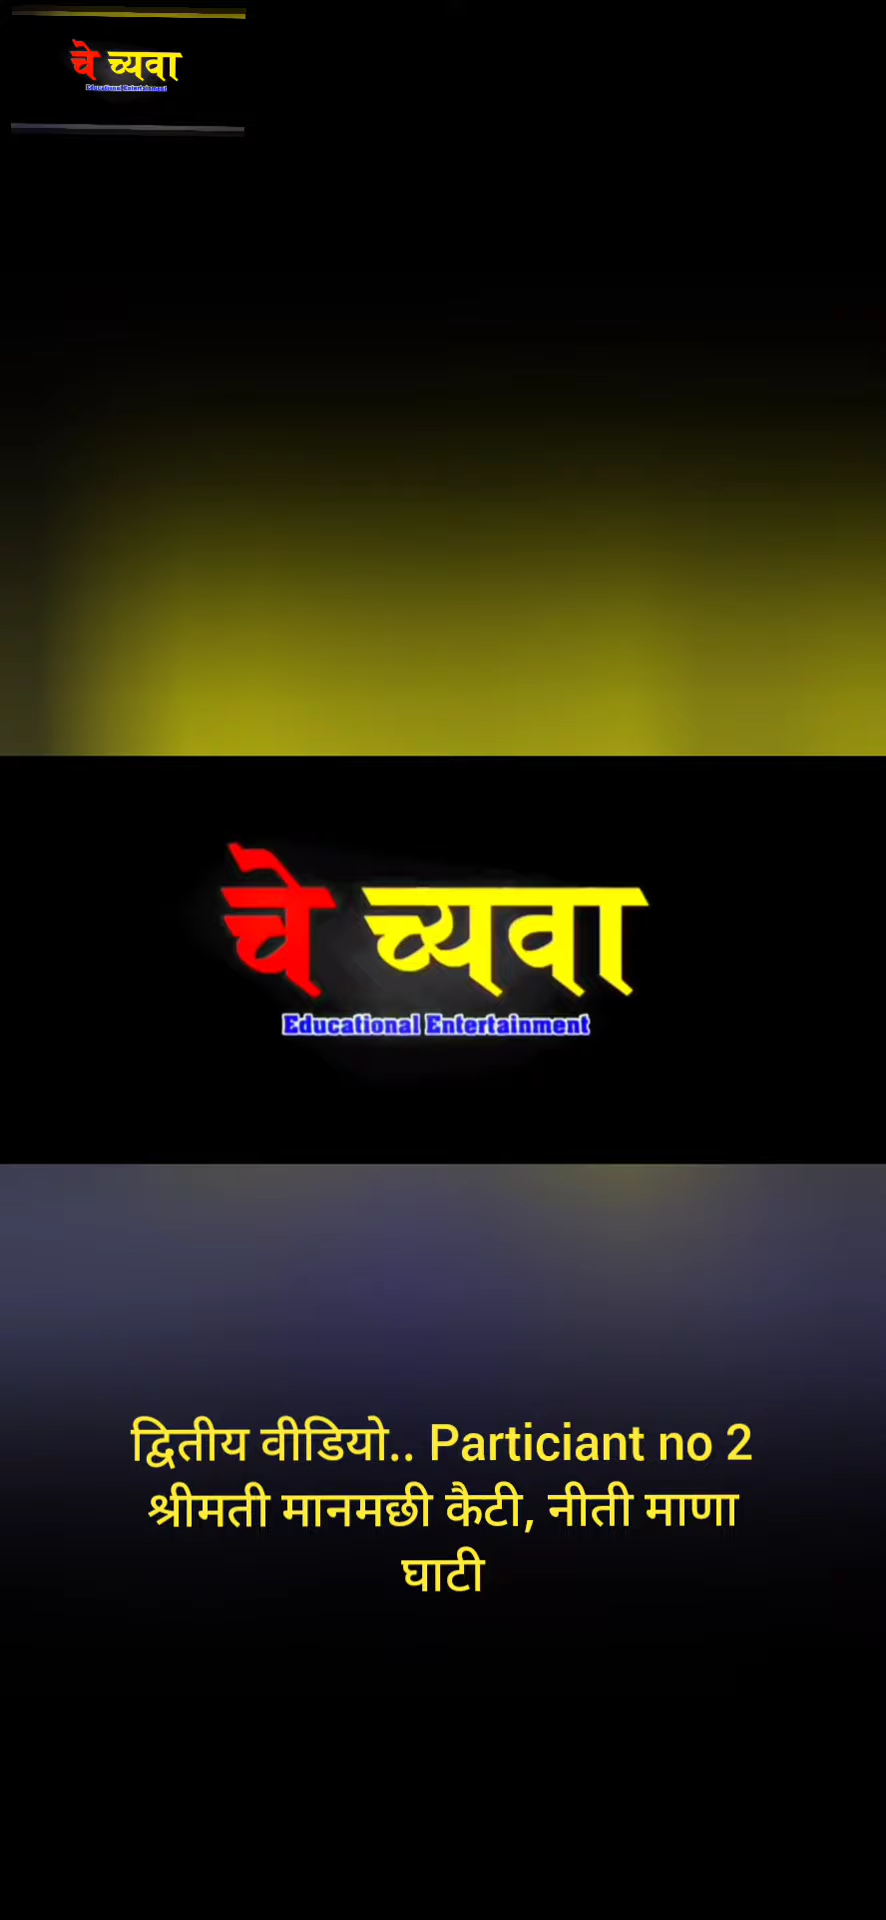 चे च्यवा
Educational Entertainment
चे च्यवा
Educational Entertainment
द्वितीय वीडियो.. Particiant no 2
श्रीमती मानमछी कैटी, नीती माणा
घाटी